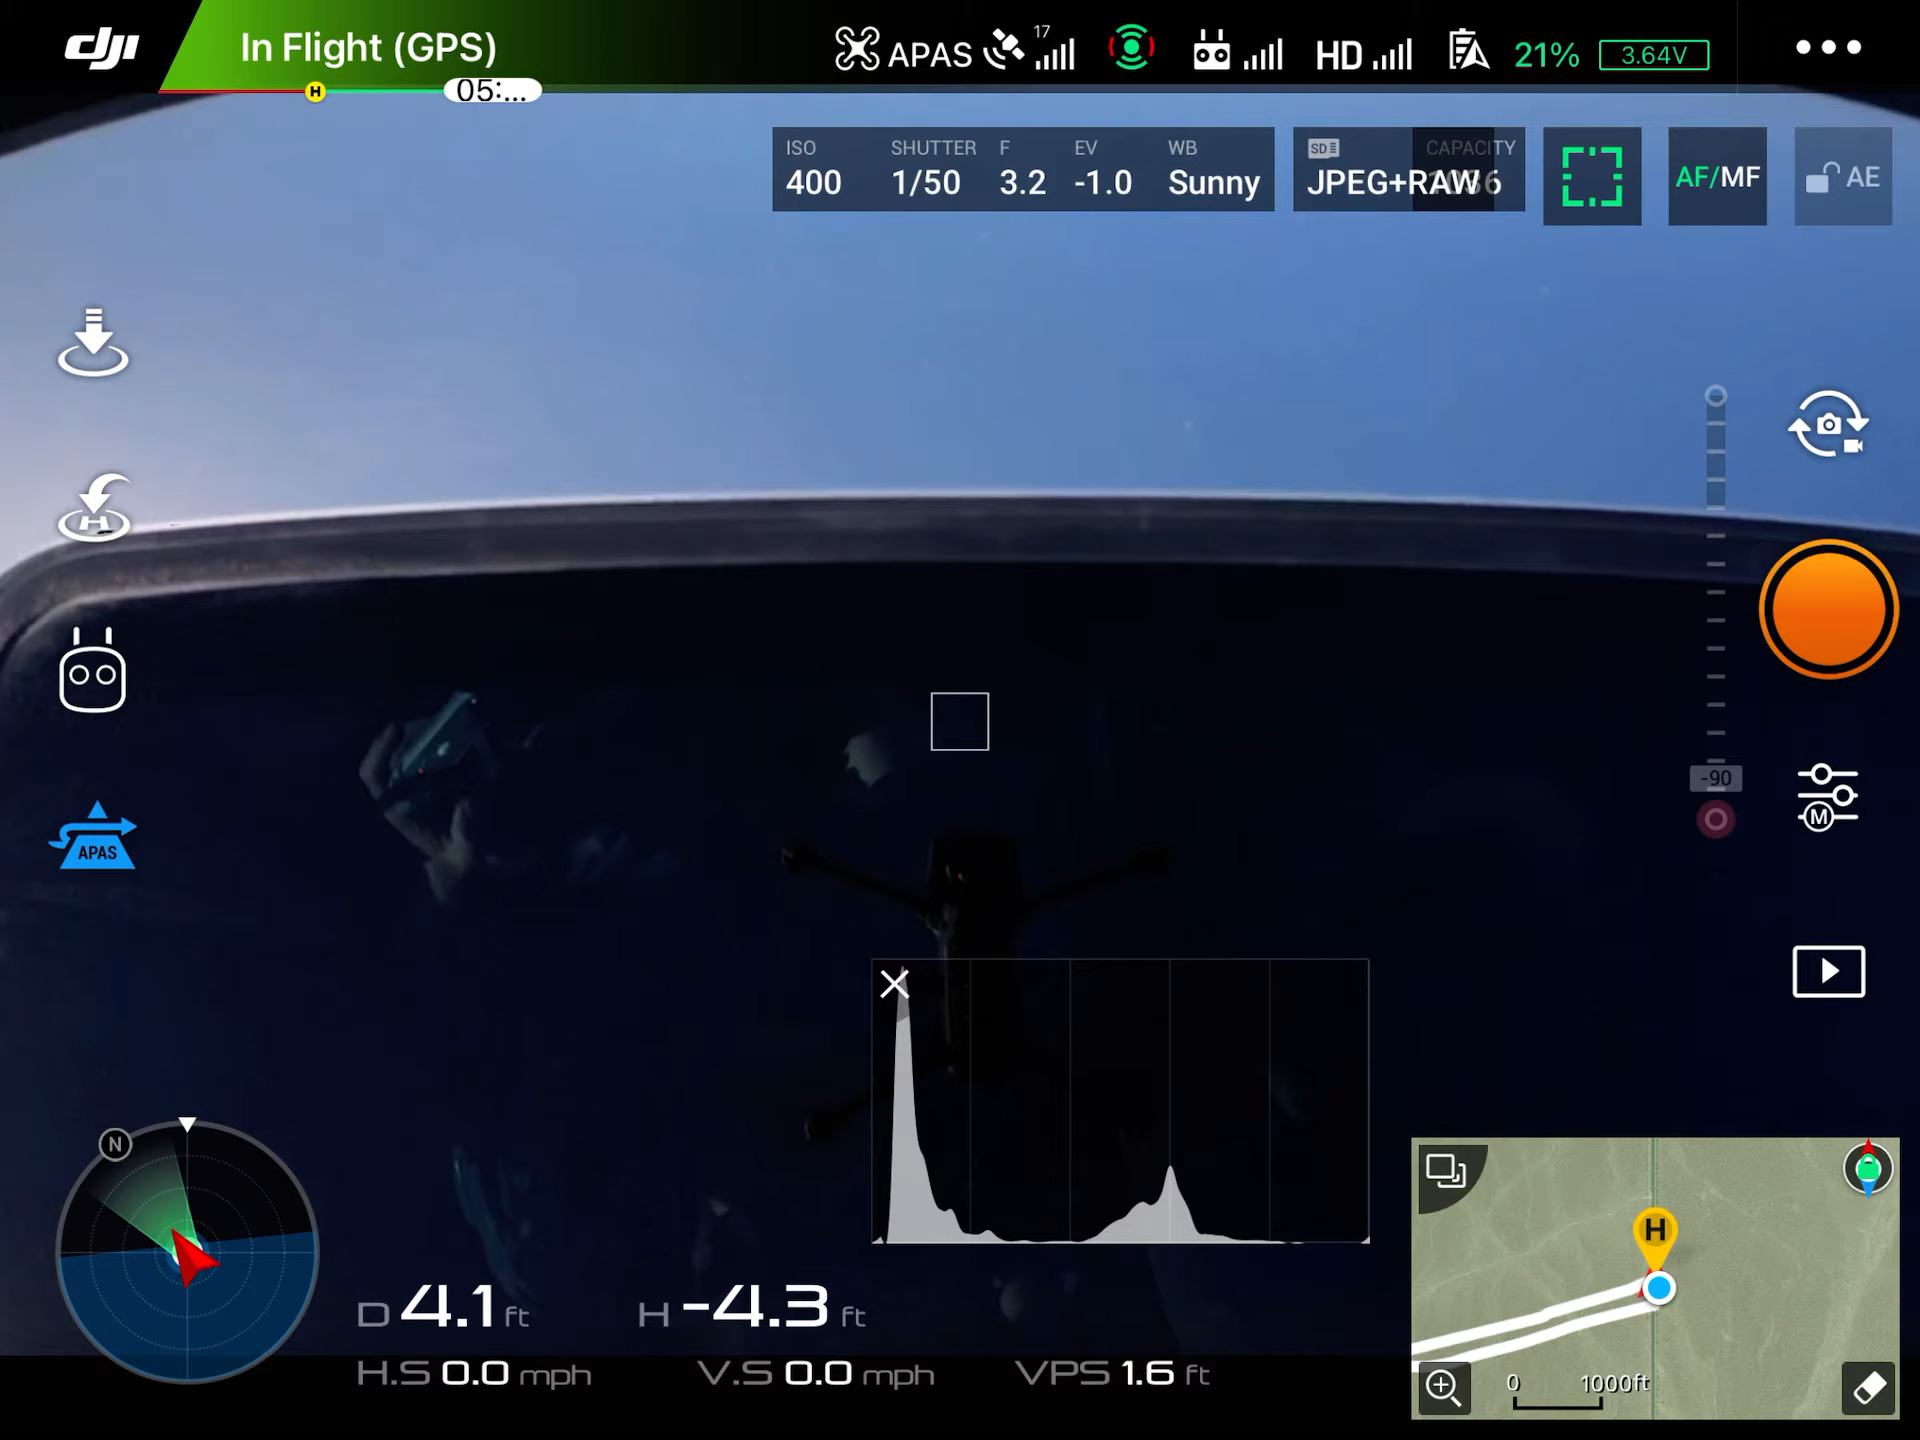 dji In Flight (GPS) APAS 17 HD 21% 3.64V
H 05:...
ISO SHUTTER F EV WB SD CAPACITY
400 1/50 3.2 -1.0 Sunny JPEG+RAW AF/MF AE
H
-90
M
APAS
N
H
D 4.1 ft H -4.3 ft
H.S 0.0 mph V.S 0.0 mph VPS 1.6 ft
0 1000ft